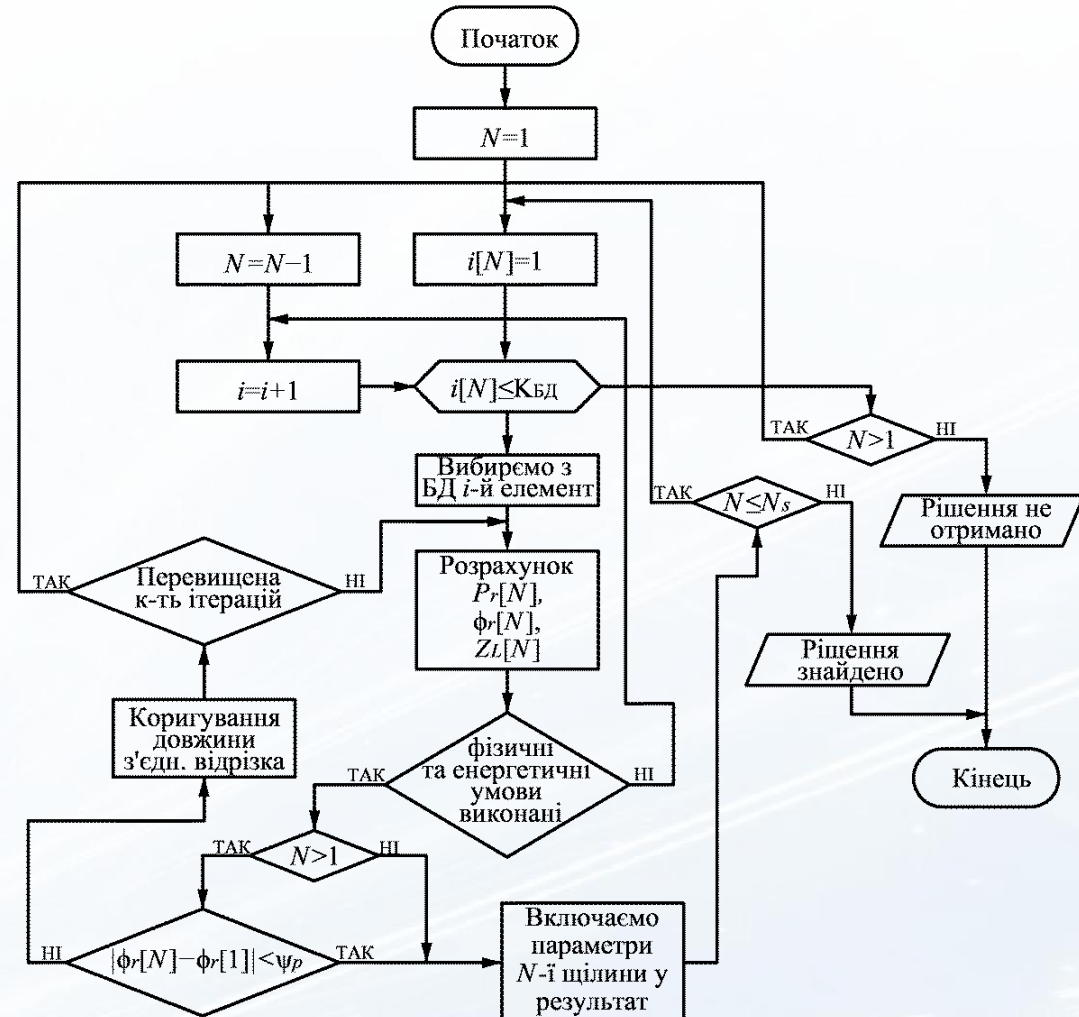 Початок
N=1
N=N−1
i[N]=1
i=i+1
i[N]≤KБД
ТАК
N>1
НІ
Вибирємо з
БД i-й елемент
ТАК
N≤Ns
НІ
Рішення не
отримано
ТАК
Перевищена
к-ть ітерацій
НІ
Розрахунок
Pr[N],
ϕr[N],
ZL[N]
Рішення
знайдено
Коригування
довжини
з'єдн. відрізка
ТАК
фізичні
та енергетичні
умови
виконані
НІ
Кінець
ТАК
N>1
НІ
НІ
|ϕr[N]−ϕr[1]|<ψp
ТАК
Включаємо
параметри
N-ї щілини у
результат